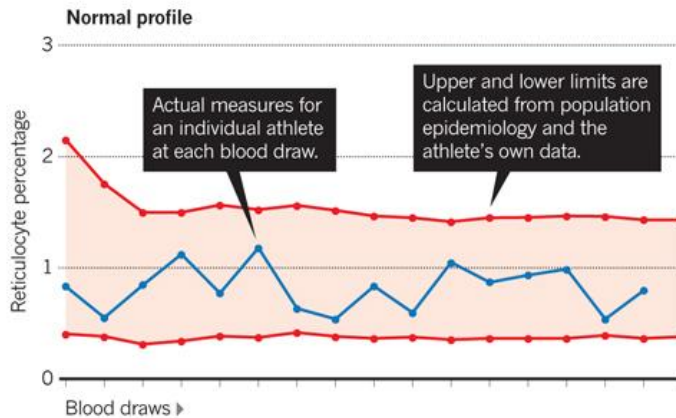 Normal profile
3
Actual measures for
an individual athlete
at each blood draw.
Upper and lower limits are
calculated from population
epidemiology and the
athlete's own data.
2
Reticulocyte percentage
1
0
Blood draws ▶